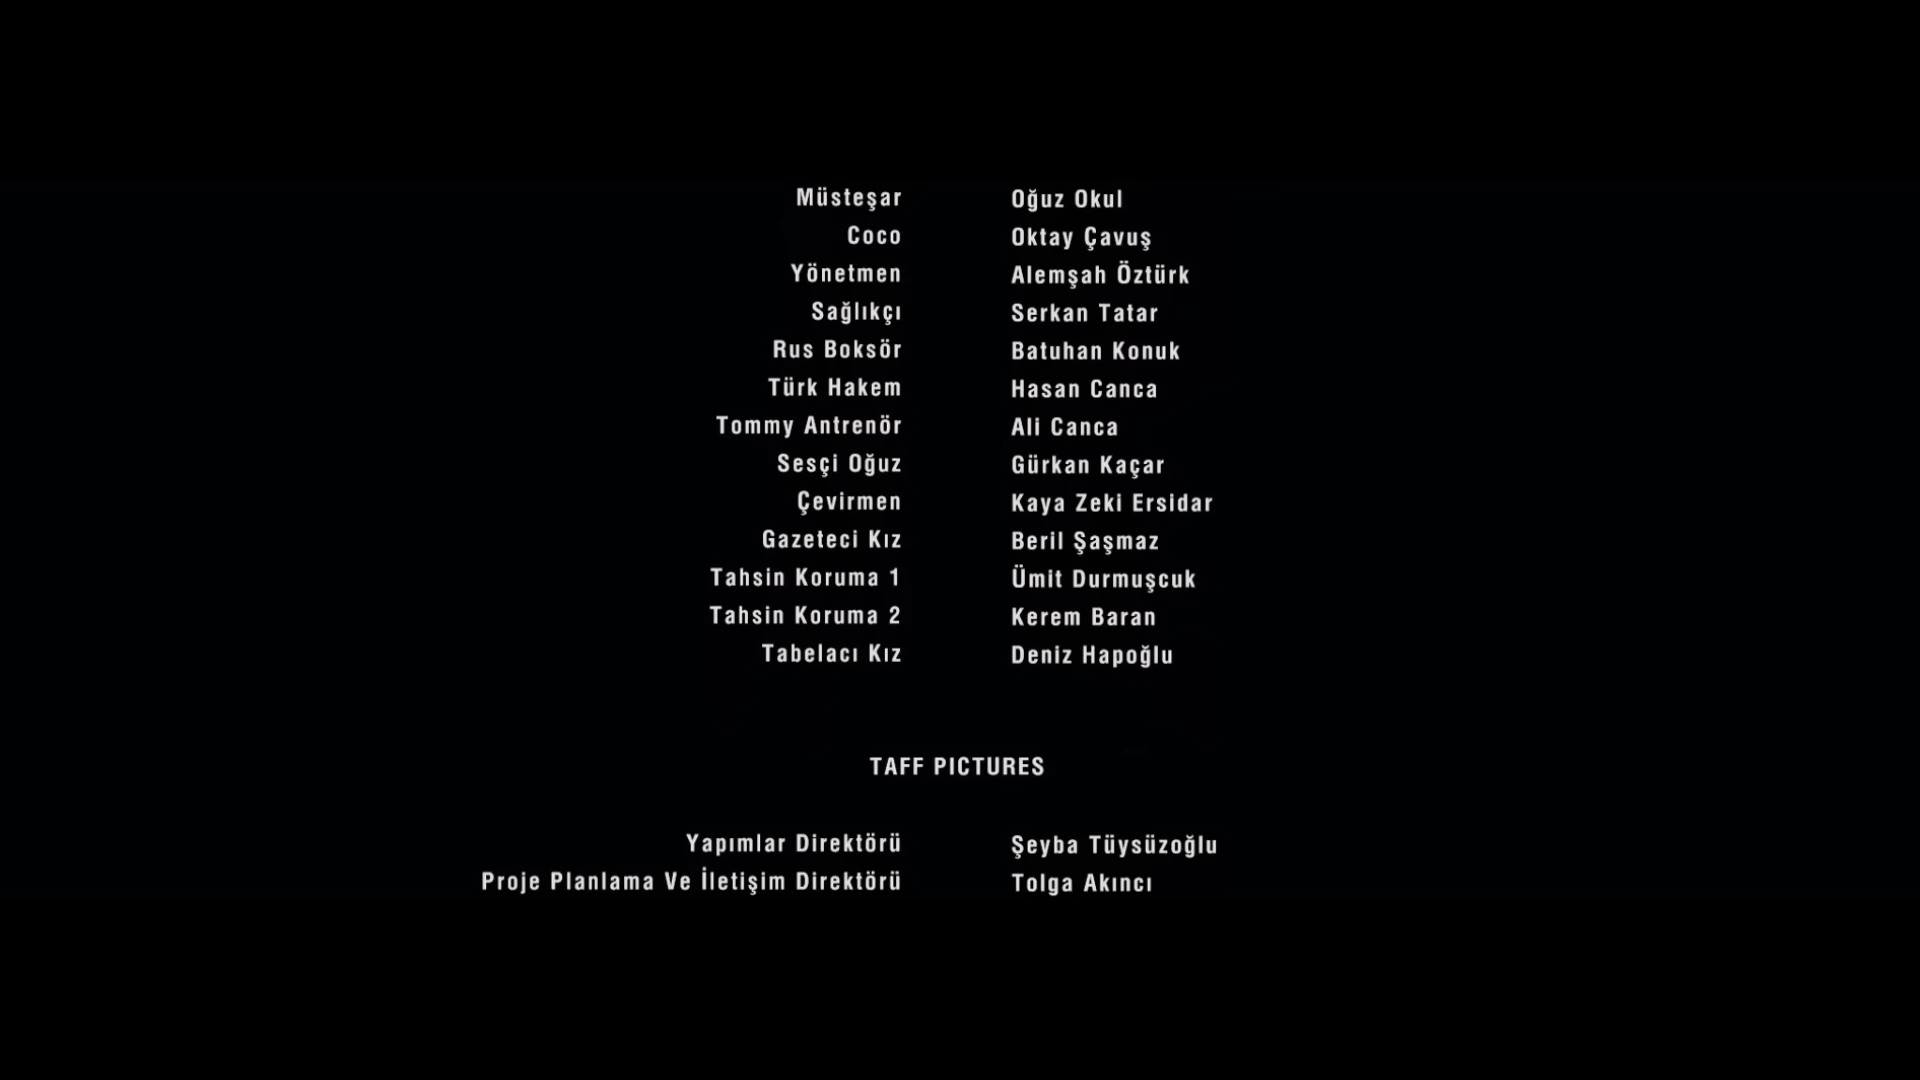 Müsteşar Oğuz Okul
Coco Oktay Çavuş
Yönetmen Alemşah Öztürk
Sağlıkçı Serkan Tatar
Rus Boksör Batuhan Konuk
Türk Hakem Hasan Canca
Tommy Antrenör Ali Canca
Sesçi Oğuz Gürkan Kaçar
Çevirmen Kaya Zeki Ersidar
Gazeteci Kız Beril Şaşmaz
Tahsin Koruma 1 Ümit Durmuşcuk
Tahsin Koruma 2 Kerem Baran
Tabelacı Kız Deniz Hapoğlu
TAFF PICTURES
Yapımlar Direktörü Şeyba Tüysüzoğlu
Proje Planlama Ve İletişim Direktörü Tolga Akıncı